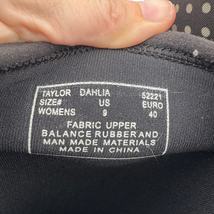 TAYLOR DAHLIA 52221
SIZE# US EURO
WOMENS 9 40
FABRIC UPPER
BALANCE RUBBER AND
MAN MADE MATERIALS
MADE IN CHINA